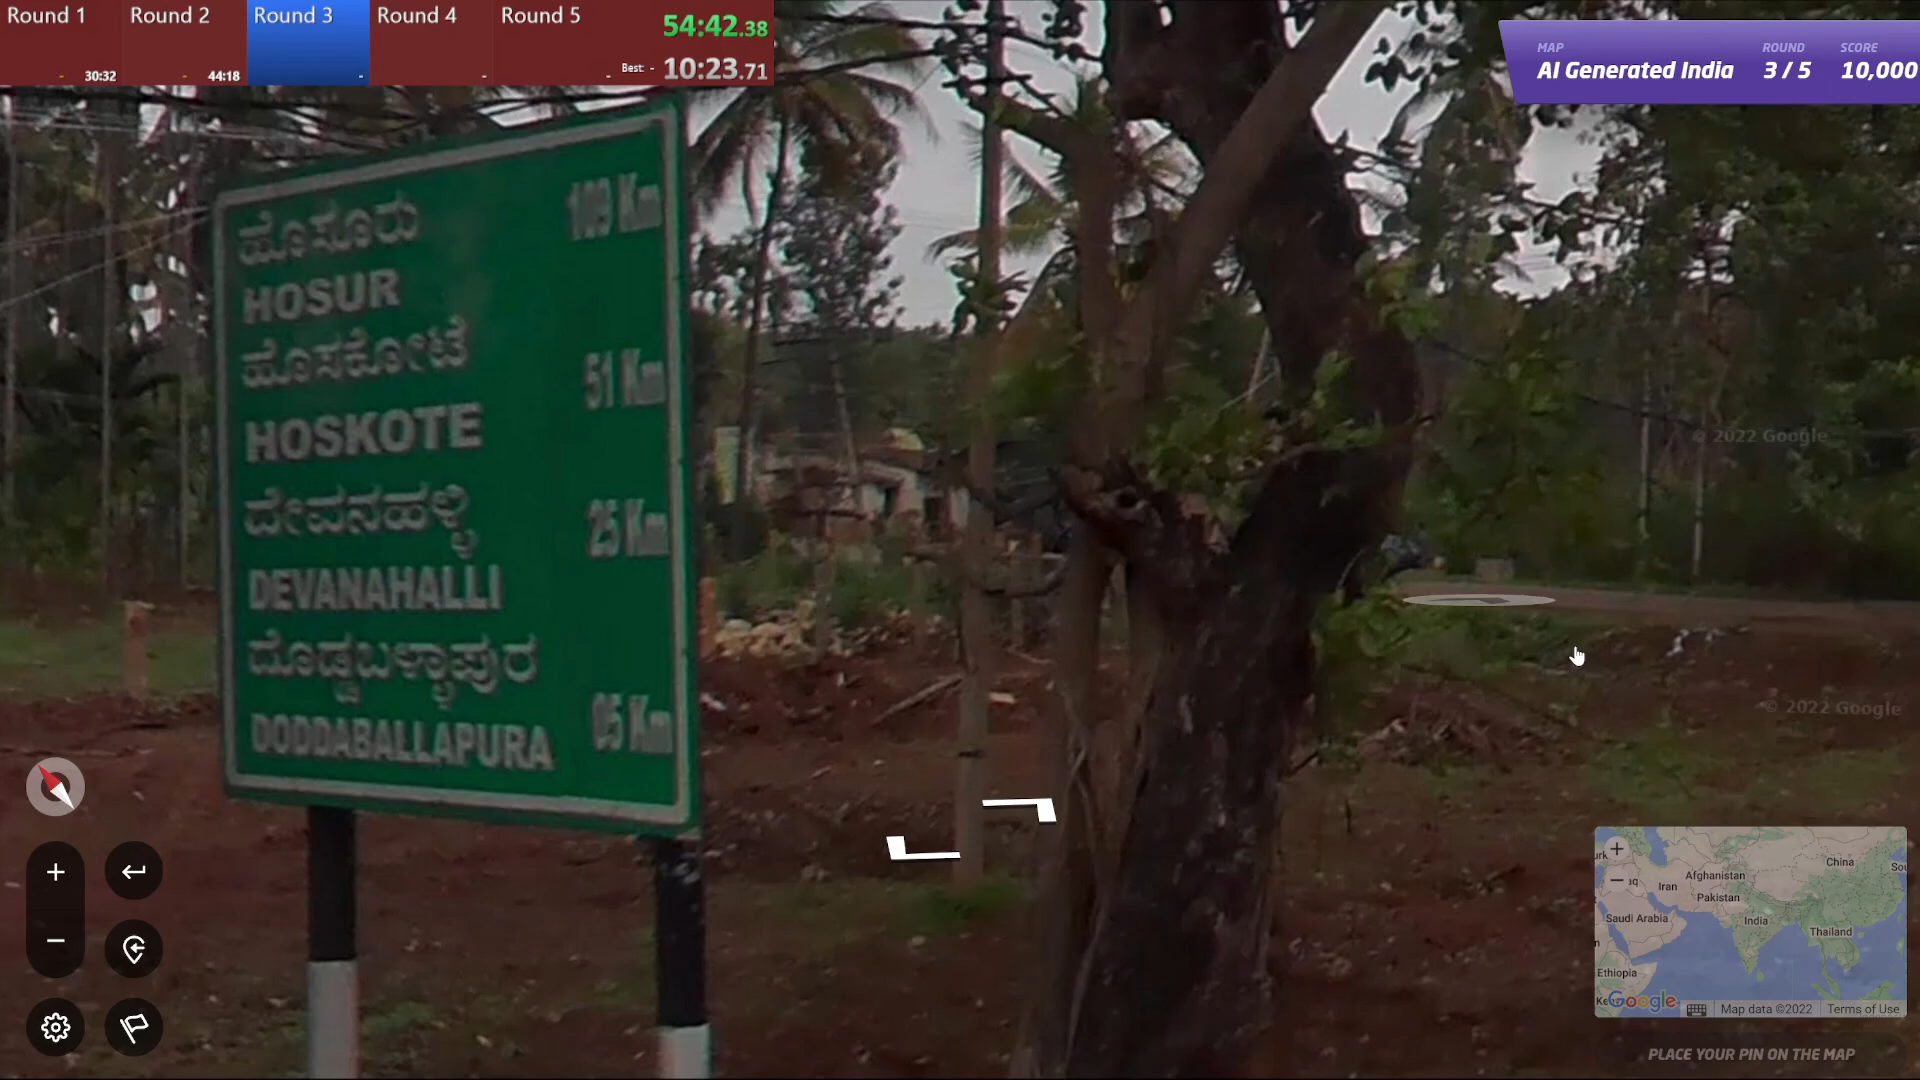 Round 1
Round 2
Round 3
Round 4
Round 5
54:42.38
- 30:32
- 44:18
-
-
-
Best: -
10:23.71
MAP
AI Generated India
ROUND
3 / 5
SCORE
10,000
ಹೊಸೂರು
109 Km
HOSUR
ಹೊಸಕೋಟೆ
51 Km
HOSKOTE
ದೇವನಹಳ್ಳಿ
25 Km
DEVANAHALLI
ದೊಡ್ಡಬಳ್ಳಾಪುರ
05 Km
DODDABALLAPURA
© 2022 Google
© 2022 Google
China
Afghanistan
Iran
Pakistan
Saudi Arabia
India
Thailand
Ethiopia
Google
Map data ©2022
Terms of Use
PLACE YOUR PIN ON THE MAP